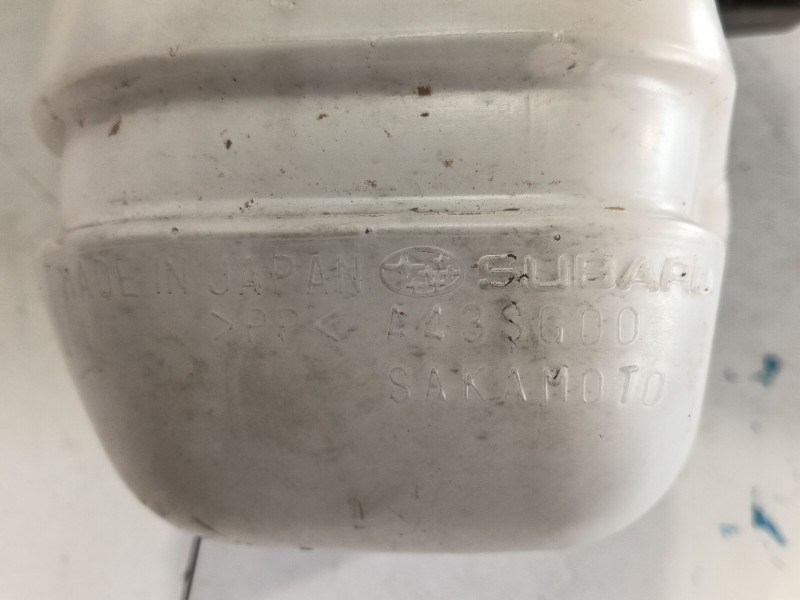 MADE IN JAPAN SUBARU
>PP< A43SG00
SAKAMOTO